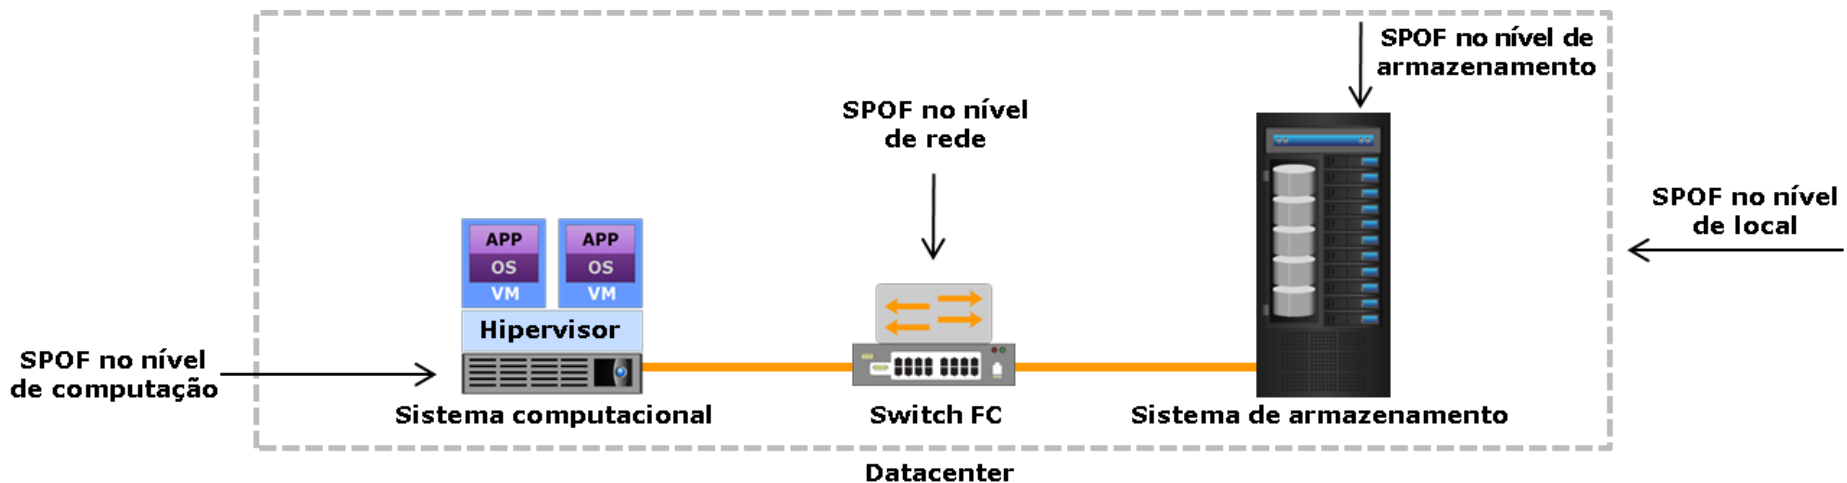 SPOF no nível de
armazenamento
SPOF no nível
de rede
SPOF no nível
de local
APP
OS
VM
APP
OS
VM
Hipervisor
SPOF no nível
de computação
Sistema computacional
Switch FC
Sistema de armazenamento
Datacenter